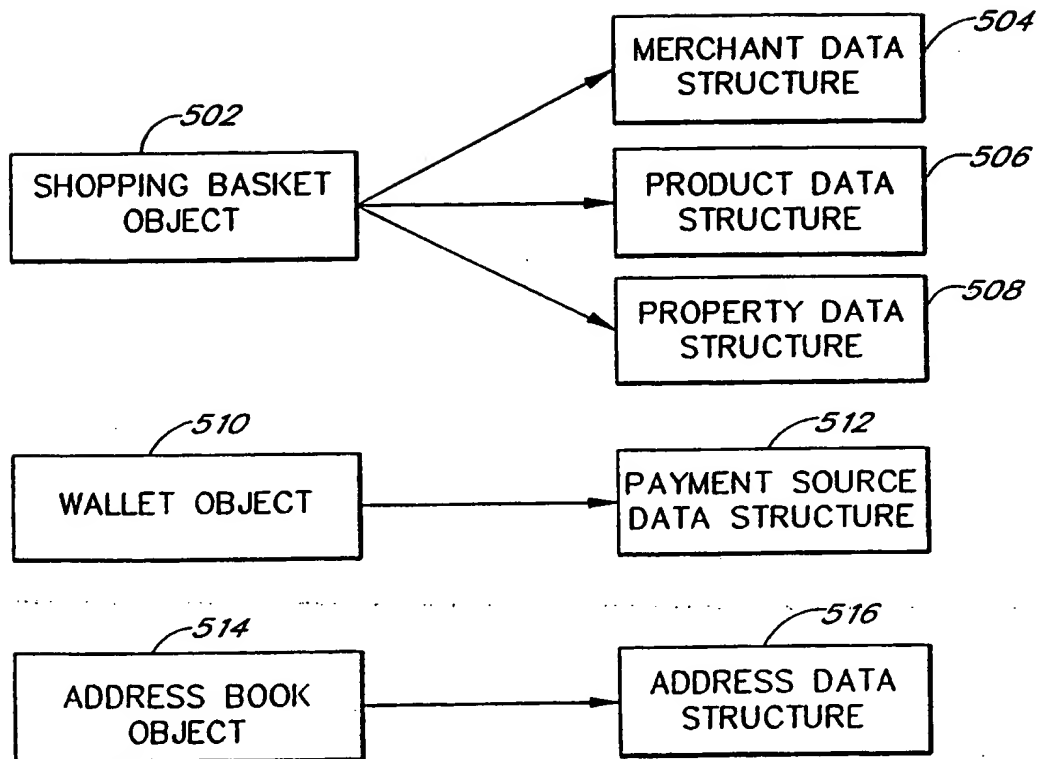 504
MERCHANT DATA
STRUCTURE
502
SHOPPING BASKET
OBJECT
506
PRODUCT DATA
STRUCTURE
508
PROPERTY DATA
STRUCTURE
510
WALLET OBJECT
512
PAYMENT SOURCE
DATA STRUCTURE
514
ADDRESS BOOK
OBJECT
516
ADDRESS DATA
STRUCTURE